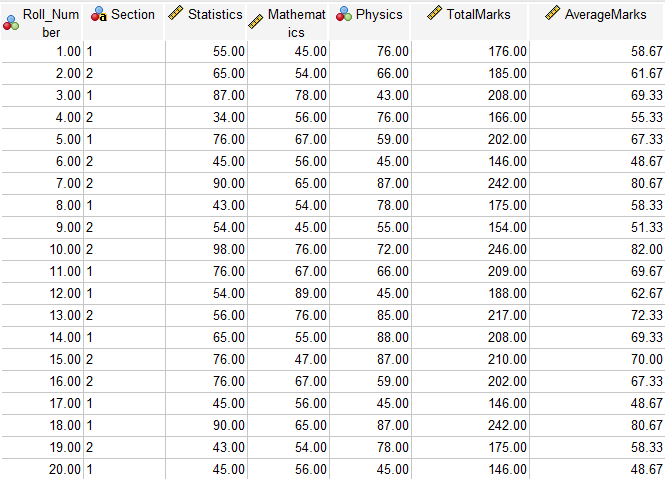 Roll_Num
ber Section Statistics Mathemat
ics Physics TotalMarks AverageMarks
1.00 1 55.00 45.00 76.00 176.00 58.67
2.00 2 65.00 54.00 66.00 185.00 61.67
3.00 1 87.00 78.00 43.00 208.00 69.33
4.00 2 34.00 56.00 76.00 166.00 55.33
5.00 1 76.00 67.00 59.00 202.00 67.33
6.00 2 45.00 56.00 45.00 146.00 48.67
7.00 2 90.00 65.00 87.00 242.00 80.67
8.00 1 43.00 54.00 78.00 175.00 58.33
9.00 2 54.00 45.00 55.00 154.00 51.33
10.00 2 98.00 76.00 72.00 246.00 82.00
11.00 1 76.00 67.00 66.00 209.00 69.67
12.00 1 54.00 89.00 45.00 188.00 62.67
13.00 2 56.00 76.00 85.00 217.00 72.33
14.00 1 65.00 55.00 88.00 208.00 69.33
15.00 2 76.00 47.00 87.00 210.00 70.00
16.00 2 76.00 67.00 59.00 202.00 67.33
17.00 1 45.00 56.00 45.00 146.00 48.67
18.00 1 90.00 65.00 87.00 242.00 80.67
19.00 2 43.00 54.00 78.00 175.00 58.33
20.00 1 45.00 56.00 45.00 146.00 48.67